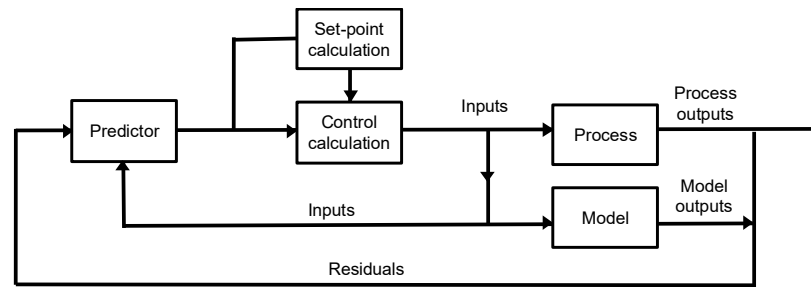 Set-point
calculation
Inputs
Process
outputs
Predictor
Control
calculation
Process
Inputs
Model
Model
outputs
Residuals